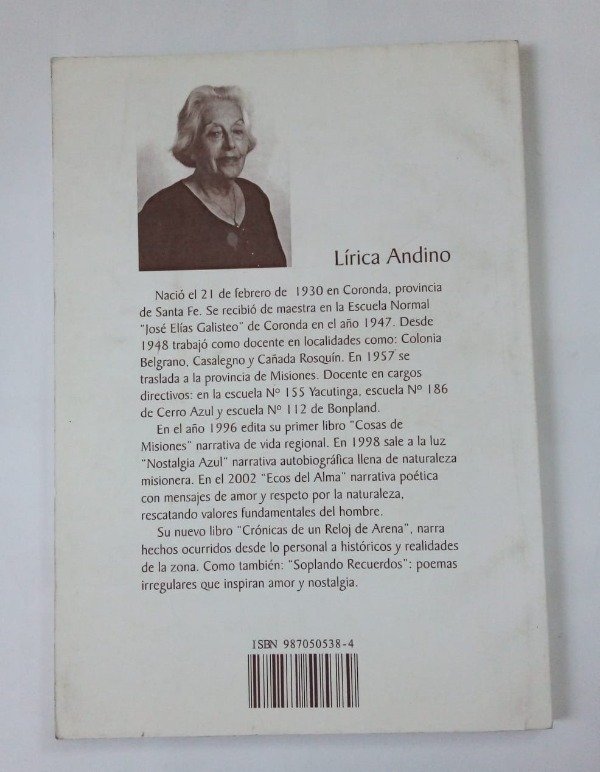 Lírica Andino
Nació el 21 de febrero de 1930 en Coronda, provincia
de Santa Fe. Se recibió de maestra en la Escuela Normal
"José Elías Galisteo" de Coronda en el año 1947. Desde
1948 trabajó como docente en localidades como: Colonia
Belgrano, Casalegno y Cañada Rosquín. En 1957 se
traslada a la provincia de Misiones. Docente en cargos
directivos: en la escuela Nº 155 Yacutinga, escuela Nº 186
de Cerro Azul y escuela Nº 112 de Bonpland.
En el año 1996 edita su primer libro "Cosas de
Misiones" narrativa de vida regional. En 1998 sale a la luz
"Nostalgia Azul" narrativa autobiográfica llena de naturaleza
misionera. En el 2002 "Ecos del Alma" narrativa poética
con mensajes de amor y respeto por la naturaleza,
rescatando valores fundamentales del hombre.
Su nuevo libro "Crónicas de un Reloj de Arena", narra
hechos ocurridos desde lo personal a históricos y realidades
de la zona. Como también: "Soplando Recuerdos": poemas
irregulares que inspiran amor y nostalgia.
ISBN 987050538-4